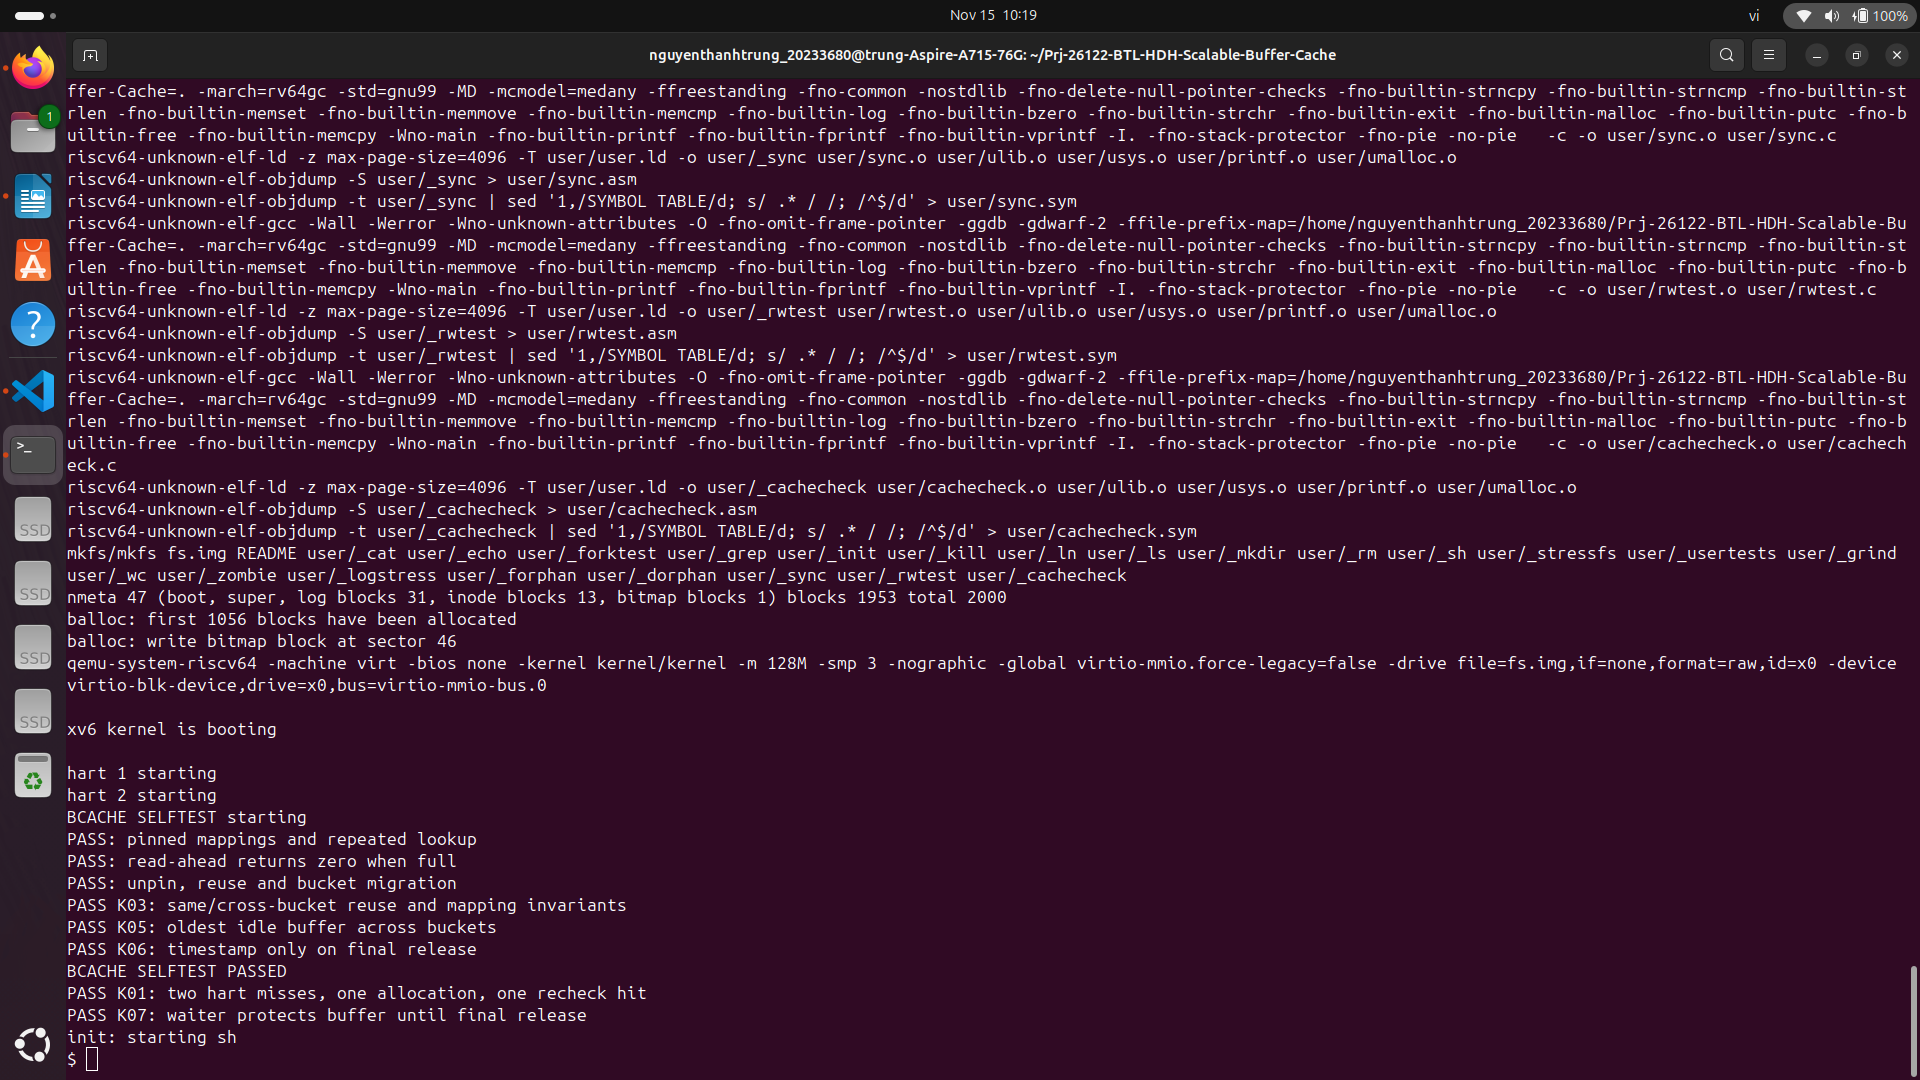 Nov 15 10:19
vi
100%
nguyenthanhtrung_20233680@trung-Aspire-A715-76G: ~/Prj-26122-BTL-HDH-Scalable-Buffer-Cache
1
SSD
SSD
SSD
SSD
ffer-Cache=. -march=rv64gc -std=gnu99 -MD -mcmodel=medany -ffreestanding -fno-common -nostdlib -fno-delete-null-pointer-checks -fno-builtin-strncpy -fno-builtin-strncmp -fno-builtin-st
rlen -fno-builtin-memset -fno-builtin-memmove -fno-builtin-memcmp -fno-builtin-log -fno-builtin-bzero -fno-builtin-strchr -fno-builtin-exit -fno-builtin-malloc -fno-builtin-putc -fno-b
uiltin-free -fno-builtin-memcpy -Wno-main -fno-builtin-printf -fno-builtin-fprintf -fno-builtin-vprintf -I. -fno-stack-protector -fno-pie -no-pie   -c -o user/sync.o user/sync.c
riscv64-unknown-elf-ld -z max-page-size=4096 -T user/user.ld -o user/_sync user/sync.o user/ulib.o user/usys.o user/printf.o user/umalloc.o
riscv64-unknown-elf-objdump -S user/_sync > user/sync.asm
riscv64-unknown-elf-objdump -t user/_sync | sed '1,/SYMBOL TABLE/d; s/ .* / /; /^$/d' > user/sync.sym
riscv64-unknown-elf-gcc -Wall -Werror -Wno-unknown-attributes -O -fno-omit-frame-pointer -ggdb -gdwarf-2 -ffile-prefix-map=/home/nguyenthanhtrung_20233680/Prj-26122-BTL-HDH-Scalable-Bu
ffer-Cache=. -march=rv64gc -std=gnu99 -MD -mcmodel=medany -ffreestanding -fno-common -nostdlib -fno-delete-null-pointer-checks -fno-builtin-strncpy -fno-builtin-strncmp -fno-builtin-st
rlen -fno-builtin-memset -fno-builtin-memmove -fno-builtin-memcmp -fno-builtin-log -fno-builtin-bzero -fno-builtin-strchr -fno-builtin-exit -fno-builtin-malloc -fno-builtin-putc -fno-b
uiltin-free -fno-builtin-memcpy -Wno-main -fno-builtin-printf -fno-builtin-fprintf -fno-builtin-vprintf -I. -fno-stack-protector -fno-pie -no-pie   -c -o user/rwtest.o user/rwtest.c
riscv64-unknown-elf-ld -z max-page-size=4096 -T user/user.ld -o user/_rwtest user/rwtest.o user/ulib.o user/usys.o user/printf.o user/umalloc.o
riscv64-unknown-elf-objdump -S user/_rwtest > user/rwtest.asm
riscv64-unknown-elf-objdump -t user/_rwtest | sed '1,/SYMBOL TABLE/d; s/ .* / /; /^$/d' > user/rwtest.sym
riscv64-unknown-elf-gcc -Wall -Werror -Wno-unknown-attributes -O -fno-omit-frame-pointer -ggdb -gdwarf-2 -ffile-prefix-map=/home/nguyenthanhtrung_20233680/Prj-26122-BTL-HDH-Scalable-Bu
ffer-Cache=. -march=rv64gc -std=gnu99 -MD -mcmodel=medany -ffreestanding -fno-common -nostdlib -fno-delete-null-pointer-checks -fno-builtin-strncpy -fno-builtin-strncmp -fno-builtin-st
rlen -fno-builtin-memset -fno-builtin-memmove -fno-builtin-memcmp -fno-builtin-log -fno-builtin-bzero -fno-builtin-strchr -fno-builtin-exit -fno-builtin-malloc -fno-builtin-putc -fno-b
uiltin-free -fno-builtin-memcpy -Wno-main -fno-builtin-printf -fno-builtin-fprintf -fno-builtin-vprintf -I. -fno-stack-protector -fno-pie -no-pie   -c -o user/cachecheck.o user/cachech
eck.c
riscv64-unknown-elf-ld -z max-page-size=4096 -T user/user.ld -o user/_cachecheck user/cachecheck.o user/ulib.o user/usys.o user/printf.o user/umalloc.o
riscv64-unknown-elf-objdump -S user/_cachecheck > user/cachecheck.asm
riscv64-unknown-elf-objdump -t user/_cachecheck | sed '1,/SYMBOL TABLE/d; s/ .* / /; /^$/d' > user/cachecheck.sym
mkfs/mkfs fs.img README user/_cat user/_echo user/_forktest user/_grep user/_init user/_kill user/_ln user/_ls user/_mkdir user/_rm user/_sh user/_stressfs user/_usertests user/_grind
user/_wc user/_zombie user/_logstress user/_forphan user/_dorphan user/_sync user/_rwtest user/_cachecheck
nmeta 47 (boot, super, log blocks 31, inode blocks 13, bitmap blocks 1) blocks 1953 total 2000
balloc: first 1056 blocks have been allocated
balloc: write bitmap block at sector 46
qemu-system-riscv64 -machine virt -bios none -kernel kernel/kernel -m 128M -smp 3 -nographic -global virtio-mmio.force-legacy=false -drive file=fs.img,if=none,format=raw,id=x0 -device
virtio-blk-device,drive=x0,bus=virtio-mmio-bus.0
xv6 kernel is booting
hart 1 starting
hart 2 starting
BCACHE SELFTEST starting
PASS: pinned mappings and repeated lookup
PASS: read-ahead returns zero when full
PASS: unpin, reuse and bucket migration
PASS K03: same/cross-bucket reuse and mapping invariants
PASS K05: oldest idle buffer across buckets
PASS K06: timestamp only on final release
BCACHE SELFTEST PASSED
PASS K01: two hart misses, one allocation, one recheck hit
PASS K07: waiter protects buffer until final release
init: starting sh
$